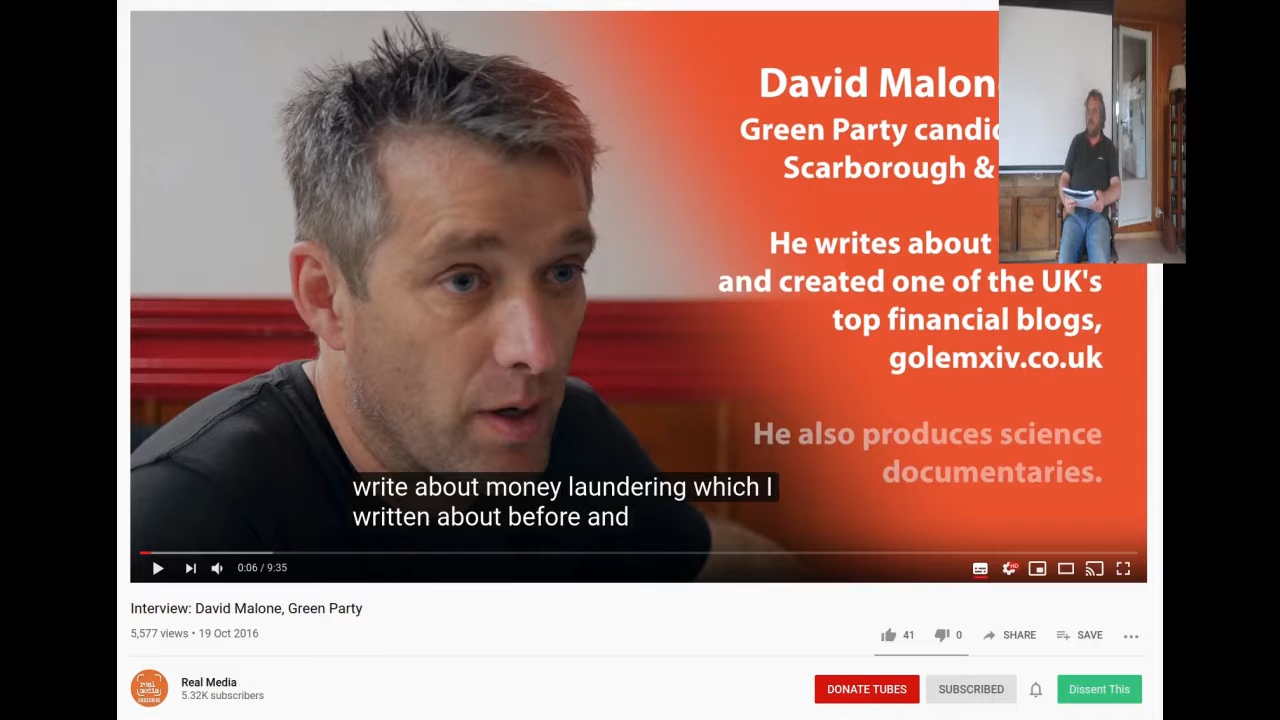 David Malon
Green Party candid
Scarborough &
He writes about
and created one of the UK's
top financial blogs,
golemxiv.co.uk
He also produces science
documentaries.
write about money laundering which I
written about before and
0:06 / 9:35
HD
Interview: David Malone, Green Party
5,577 views • 19 Oct 2016
41
0
SHARE
SAVE
real
media
Real Media
5.32K subscribers
DONATE TUBES
SUBSCRIBED
Dissent This